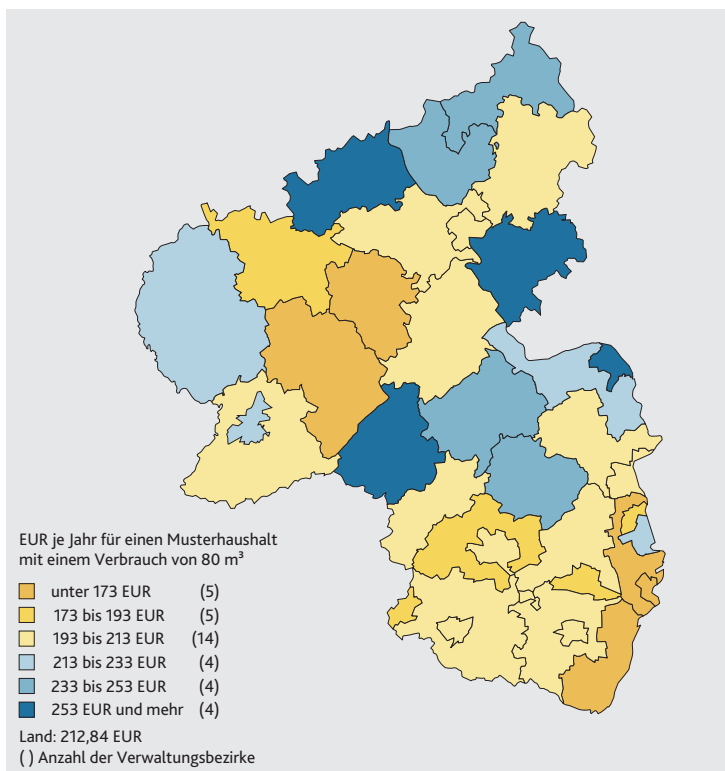 EUR je Jahr für einen Musterhaushalt
mit einem Verbrauch von 80 m³
unter 173 EUR (5)
173 bis 193 EUR (5)
193 bis 213 EUR (14)
213 bis 233 EUR (4)
233 bis 253 EUR (4)
253 EUR und mehr (4)
Land: 212,84 EUR
( ) Anzahl der Verwaltungsbezirke